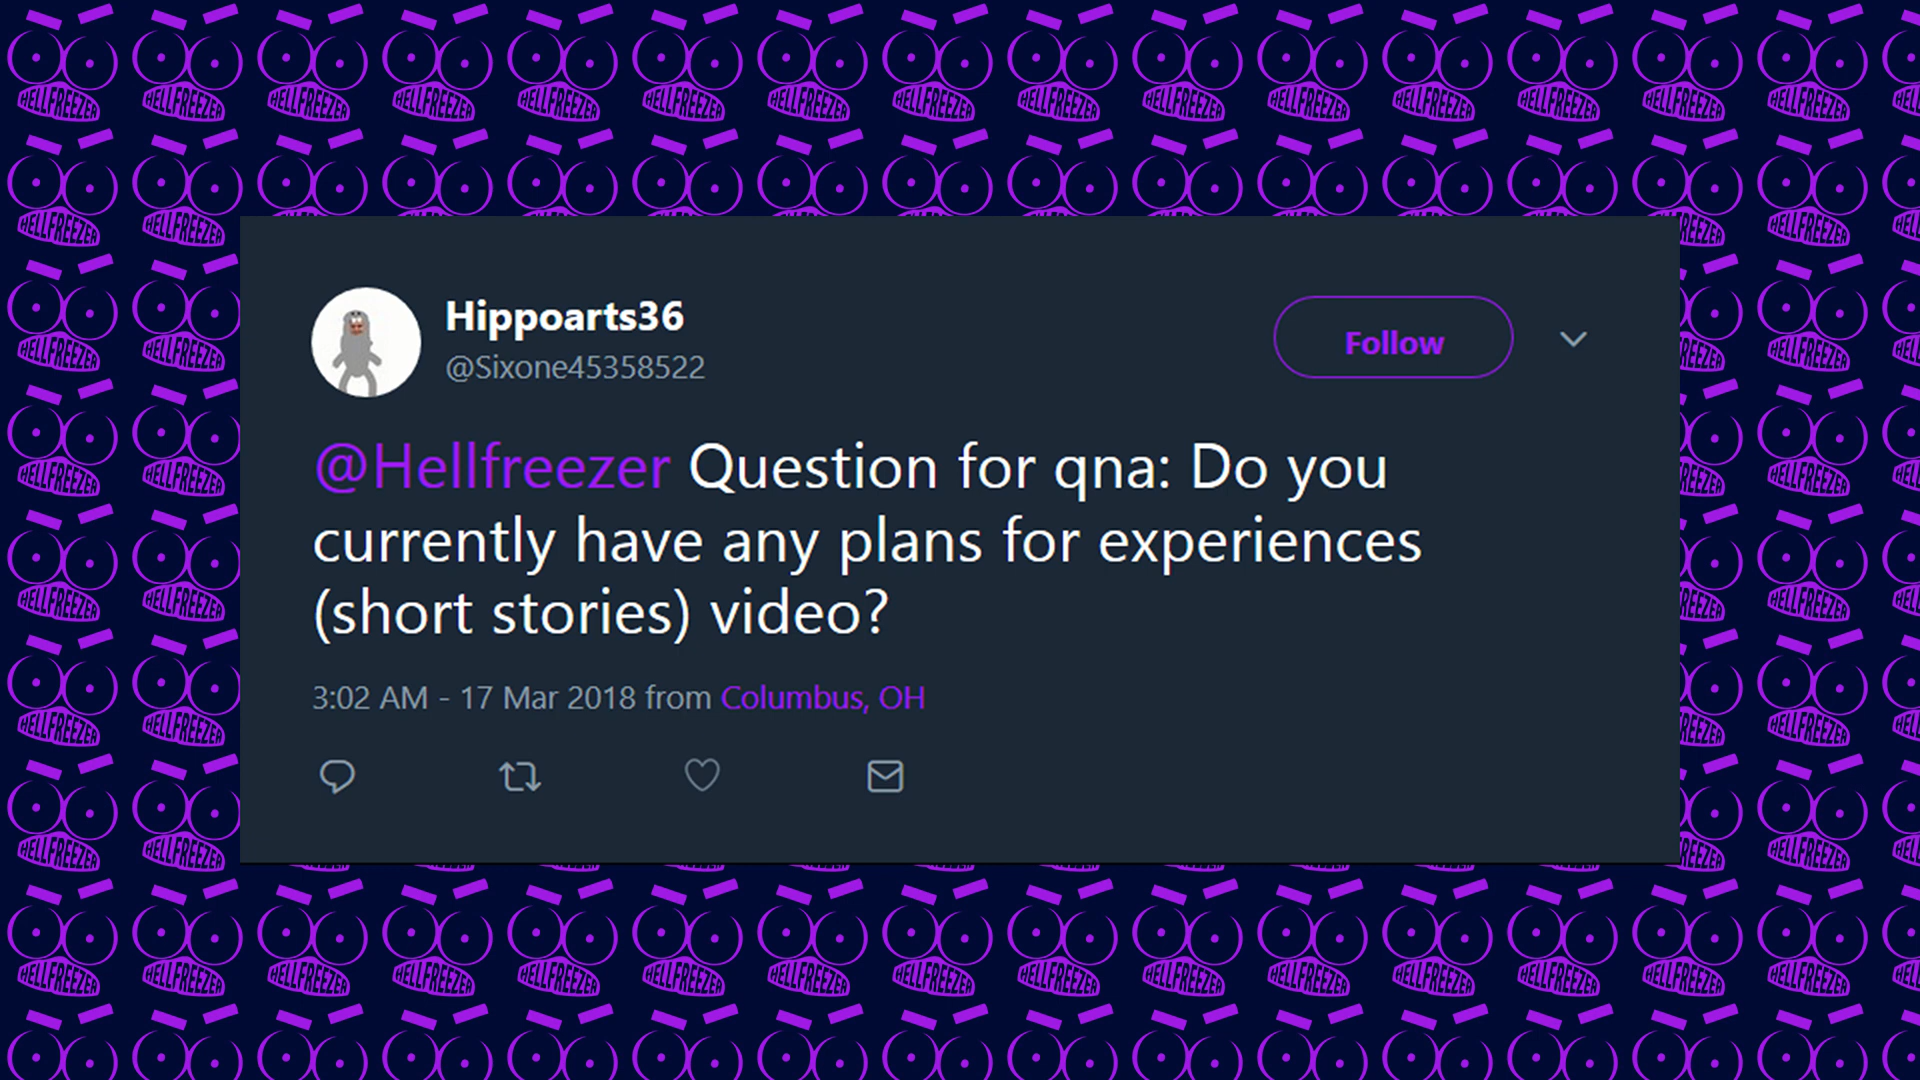 Hippoarts36
@Sixone45358522
Follow
@Hellfreezer Question for qna: Do you
currently have any plans for experiences
(short stories) video?
3:02 AM - 17 Mar 2018 from Columbus, OH
HELLFREEZER